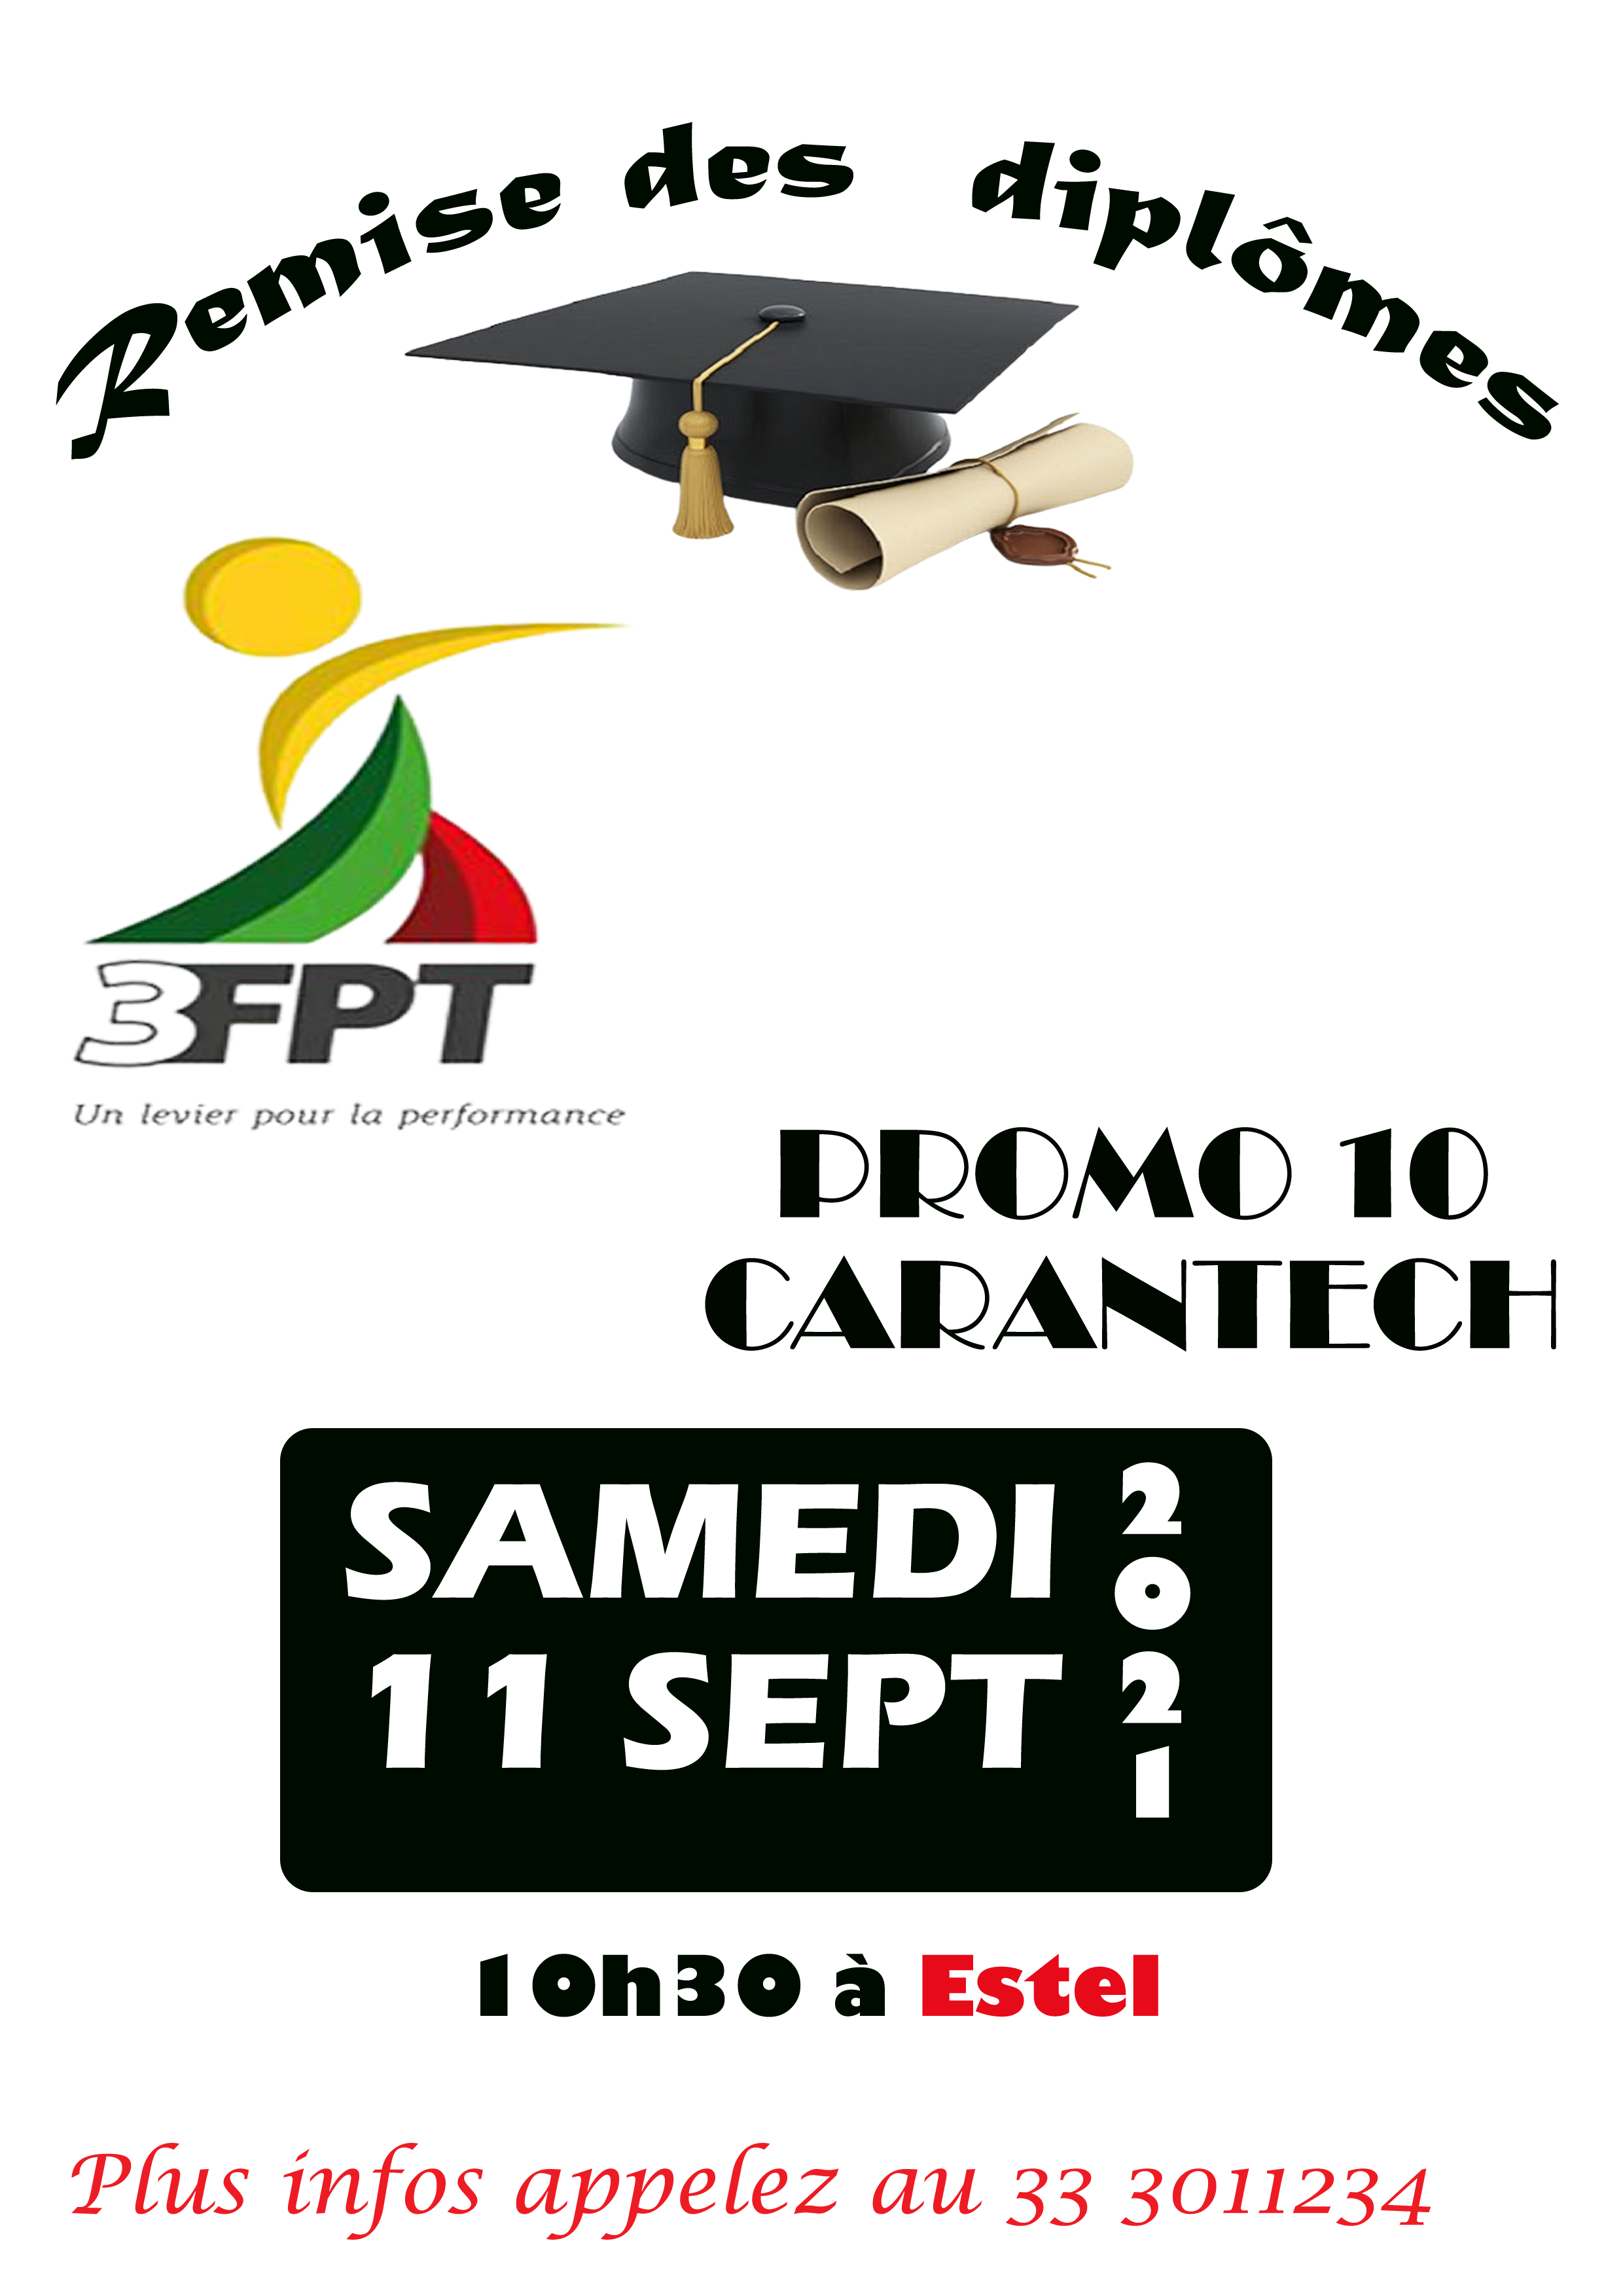 Remise des diplômes
3FPT
Un levier pour la performance
PROMO 10
CARANTECH
SAMEDI
11 SEPT
2021
10h30 à Estel
Plus infos appelez au 33 3011234